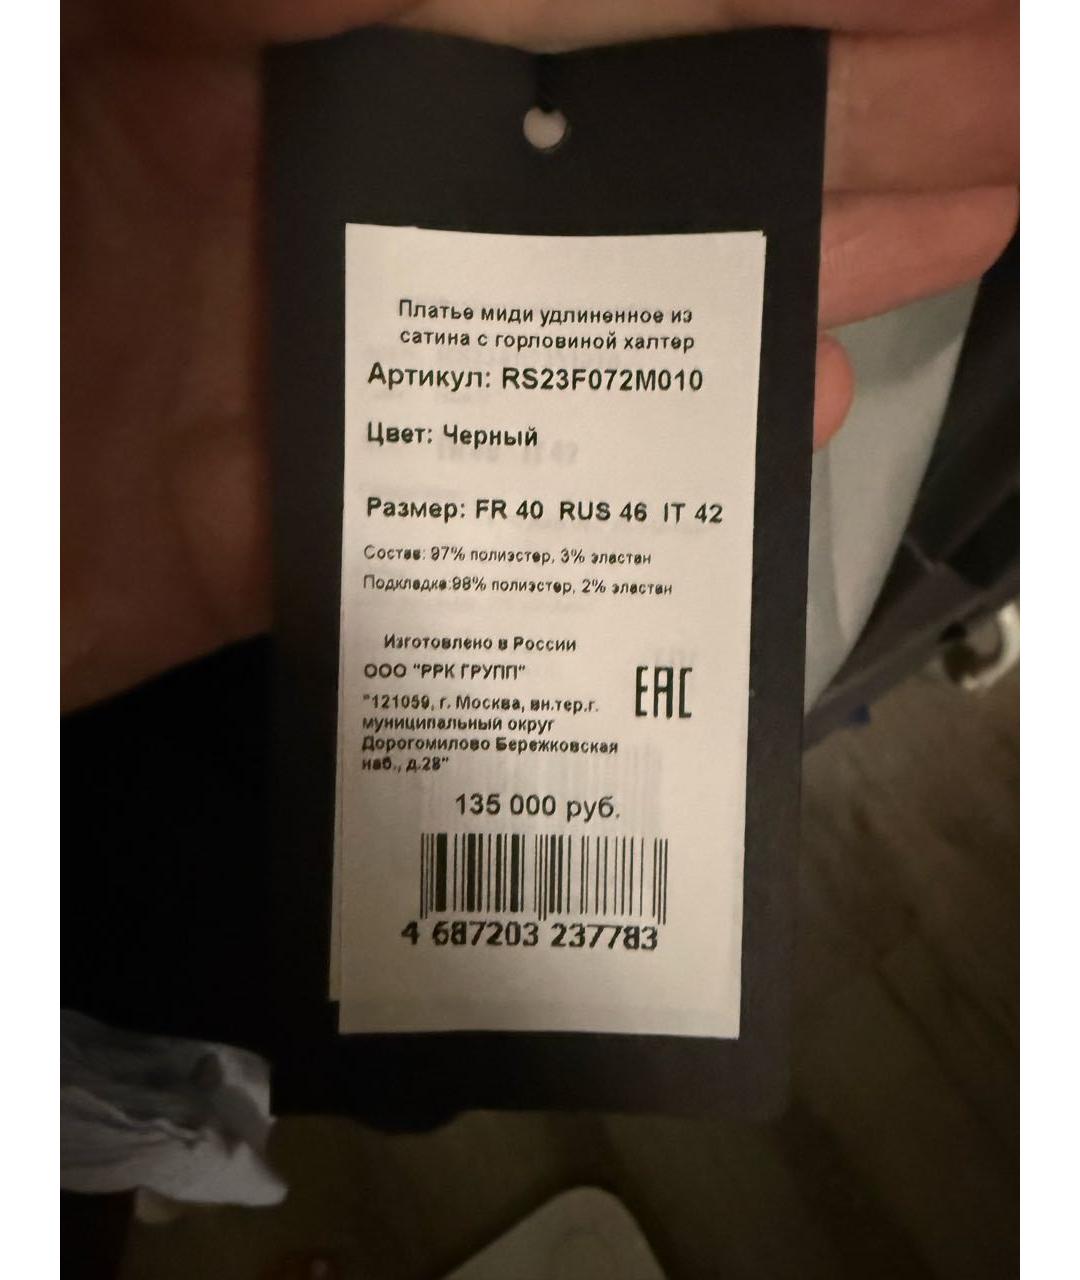 Платье миди удлиненное из
сатина с горловиной халтер
Артикул: RS23F072M010
Цвет: Черный
Размер: FR 40 RUS 46 IT 42
Состав: 97% полиэстер, 3% эластан
Подкладка:98% полиэстер, 2% эластан
Изготовлено в России
ООО "РРК ГРУПП"
EAC
"121059, г. Москва, вн.тер.г.
муниципальный округ
Дорогомилово Бережковская
наб., д.28"
135 000 руб.
4 687203 237783